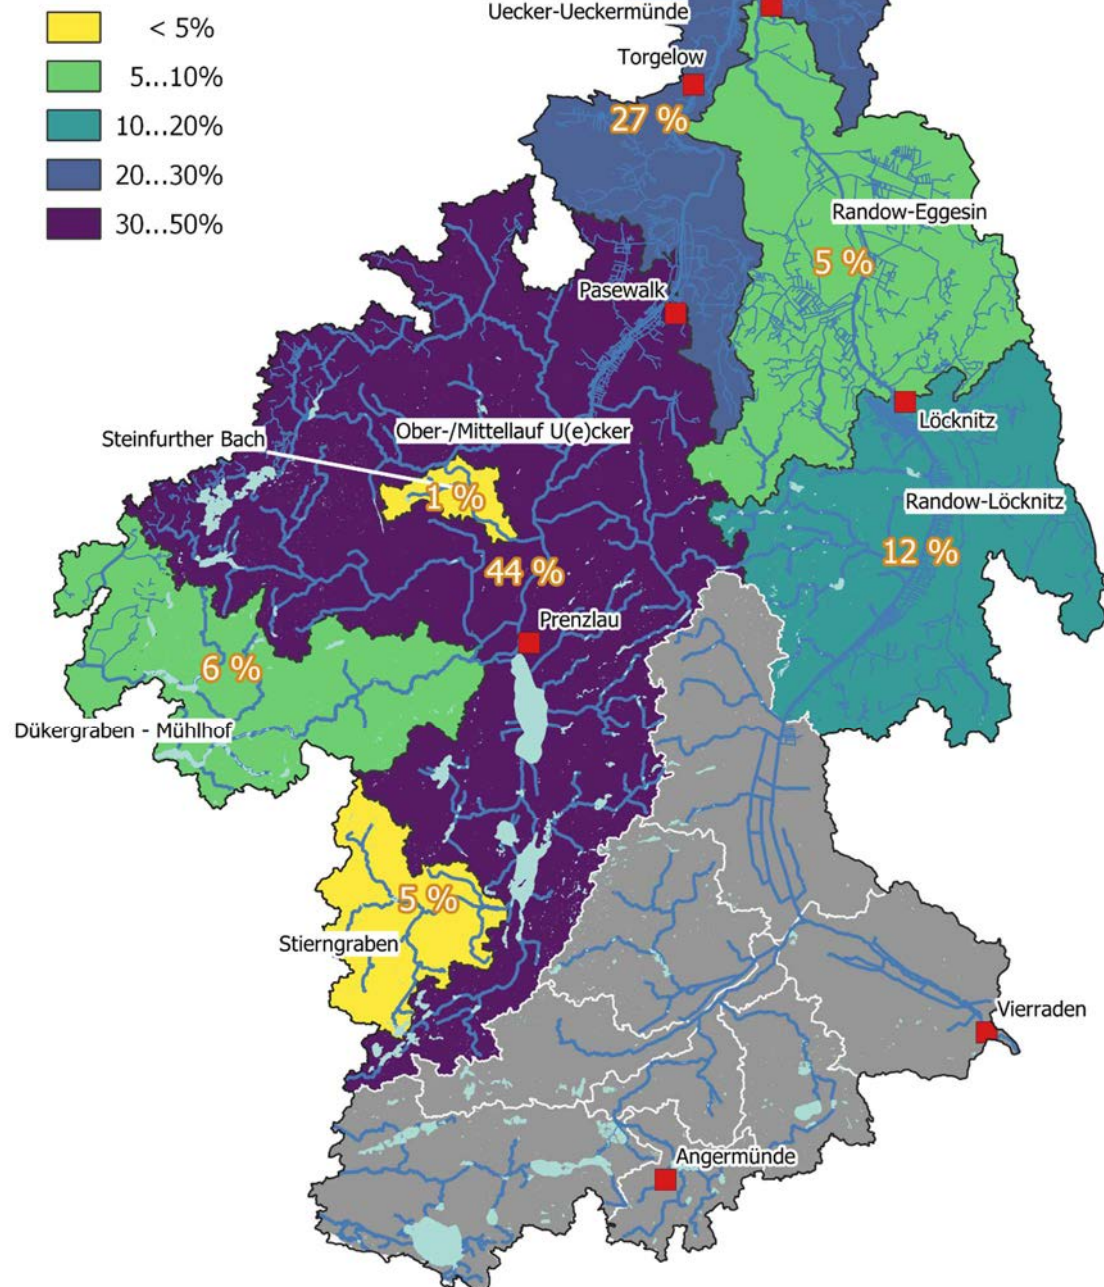 Uecker-Ueckermünde
< 5%
5...10%
10...20%
20...30%
30...50%
Torgelow
27 %
Randow-Eggesin
5 %
Pasewalk
Löcknitz
Steinfurther Bach
Ober-/Mittellauf U(e)cker
1 %
Randow-Löcknitz
12 %
44 %
Prenzlau
6 %
Dükergraben - Mühlhof
5 %
Stierngraben
Vierraden
Angermünde